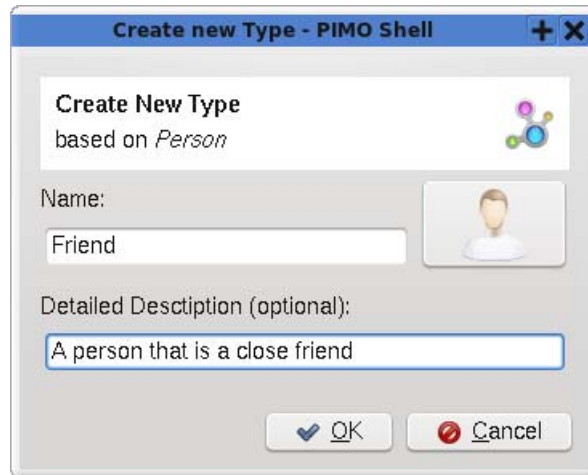 Create new Type - PIMO Shell
Create New Type
based on Person
Name:
Friend
Detailed Desctiption (optional):
A person that is a close friend
OK
Cancel